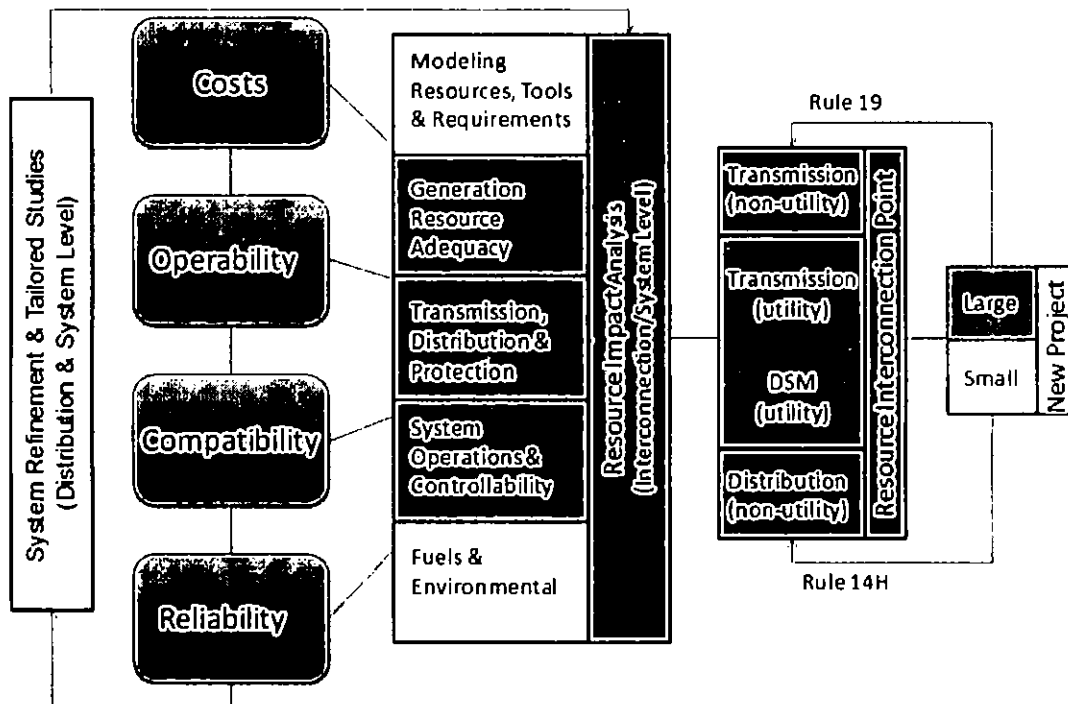 System Refinement & Tailored Studies
(Distribution & System Level)
Costs
Operability
Compatibility
Reliability
Modeling
Resources, Tools
& Requirements
Generation
Resource
Adequacy
Transmission,
Distribution &
Protection
System
Operations &
Controllability
Fuels &
Environmental
Resource Impact Analysis
(Interconnection/System Level)
Rule 19
Transmission
(non-utility)
Transmission
(utility)
DSM
(utility)
Distribution
(non-utility)
Rule 14H
Resource Interconnection Point
Large
Small
New Project